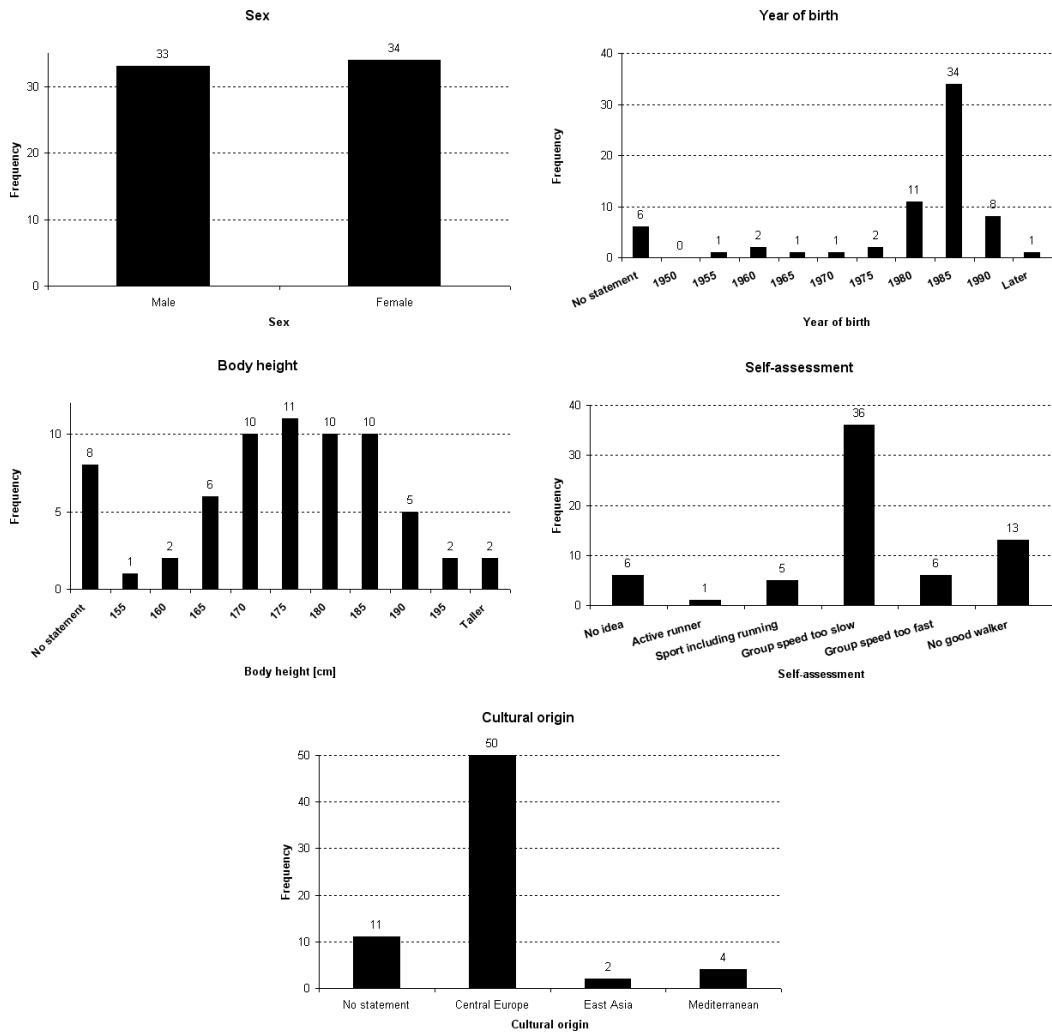 Sex
33
34
30
20
10
0
Frequency
Male
Female
Sex
Year of birth
40
30
20
10
0
Frequency
6
0
1
2
1
1
2
11
34
8
1
No statement
1950
1955
1960
1965
1970
1975
1980
1985
1990
Later
Year of birth
Body height
10
5
0
Frequency
8
1
2
6
10
11
10
10
5
2
2
No statement
155
160
165
170
175
180
185
190
195
Taller
Body height [cm]
Self-assessment
40
30
20
10
0
Frequency
6
1
5
36
6
13
No idea
Active runner
Sport including running
Group speed too slow
Group speed too fast
No good walker
Self-assessment
Cultural origin
50
40
30
20
10
0
Frequency
11
50
2
4
No statement
Central Europe
East Asia
Mediterranean
Cultural origin